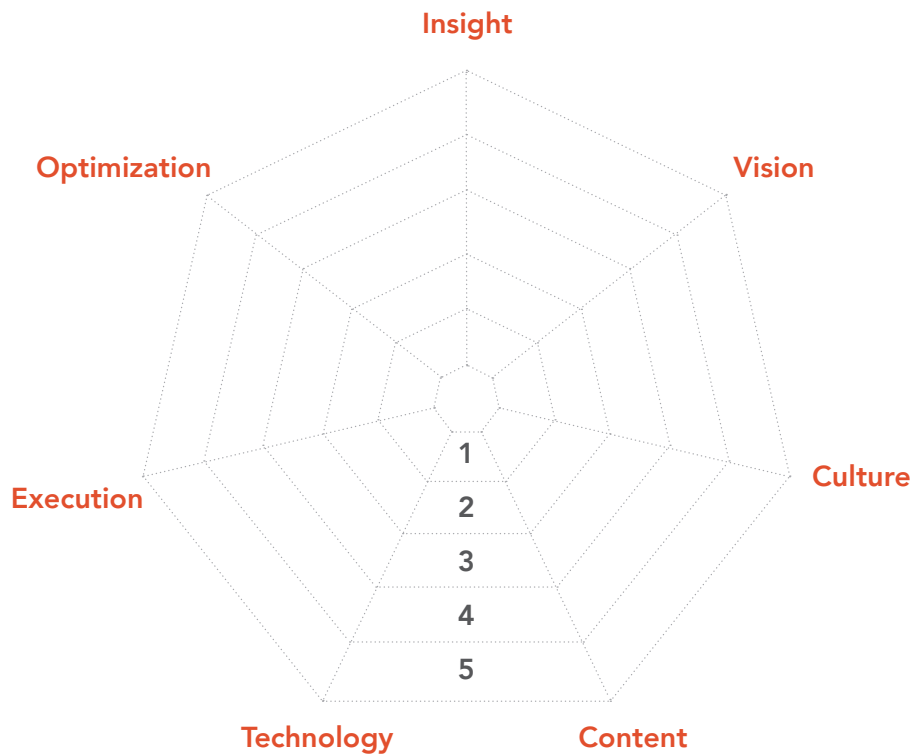 Insight
Optimization
Vision
Execution
Culture
1
2
3
4
5
Technology
Content